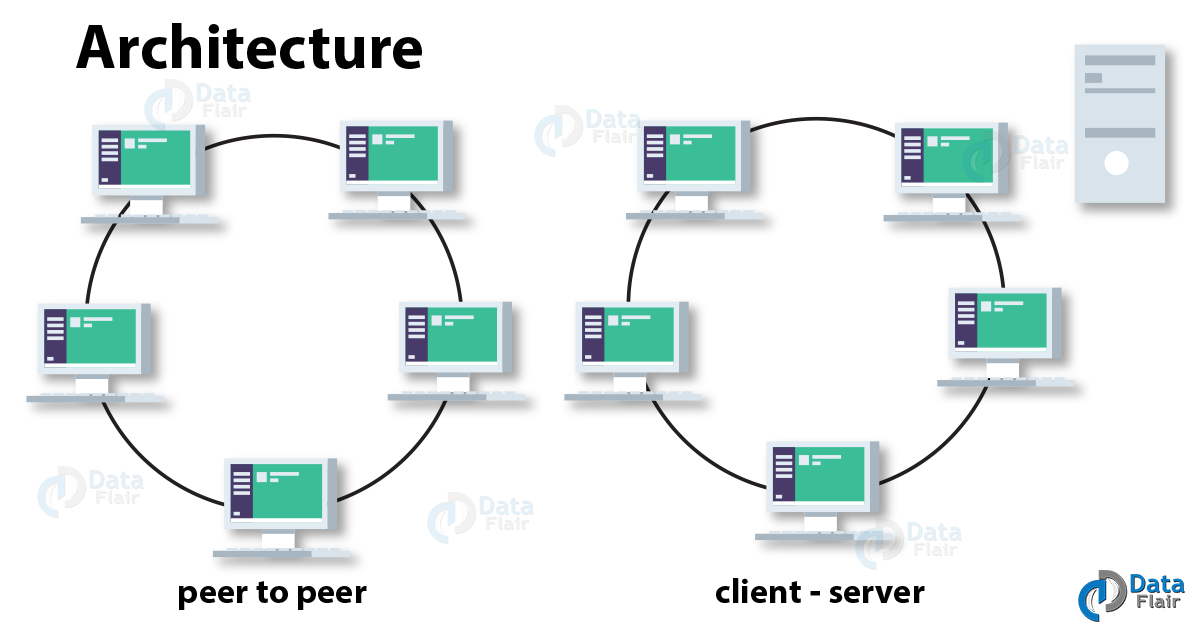 Architecture
Data
Flair
Data
Flair
Data
Flair
Data
Flair
Data
Flair
Data
Flair
peer to peer
client - server
Data
Flair